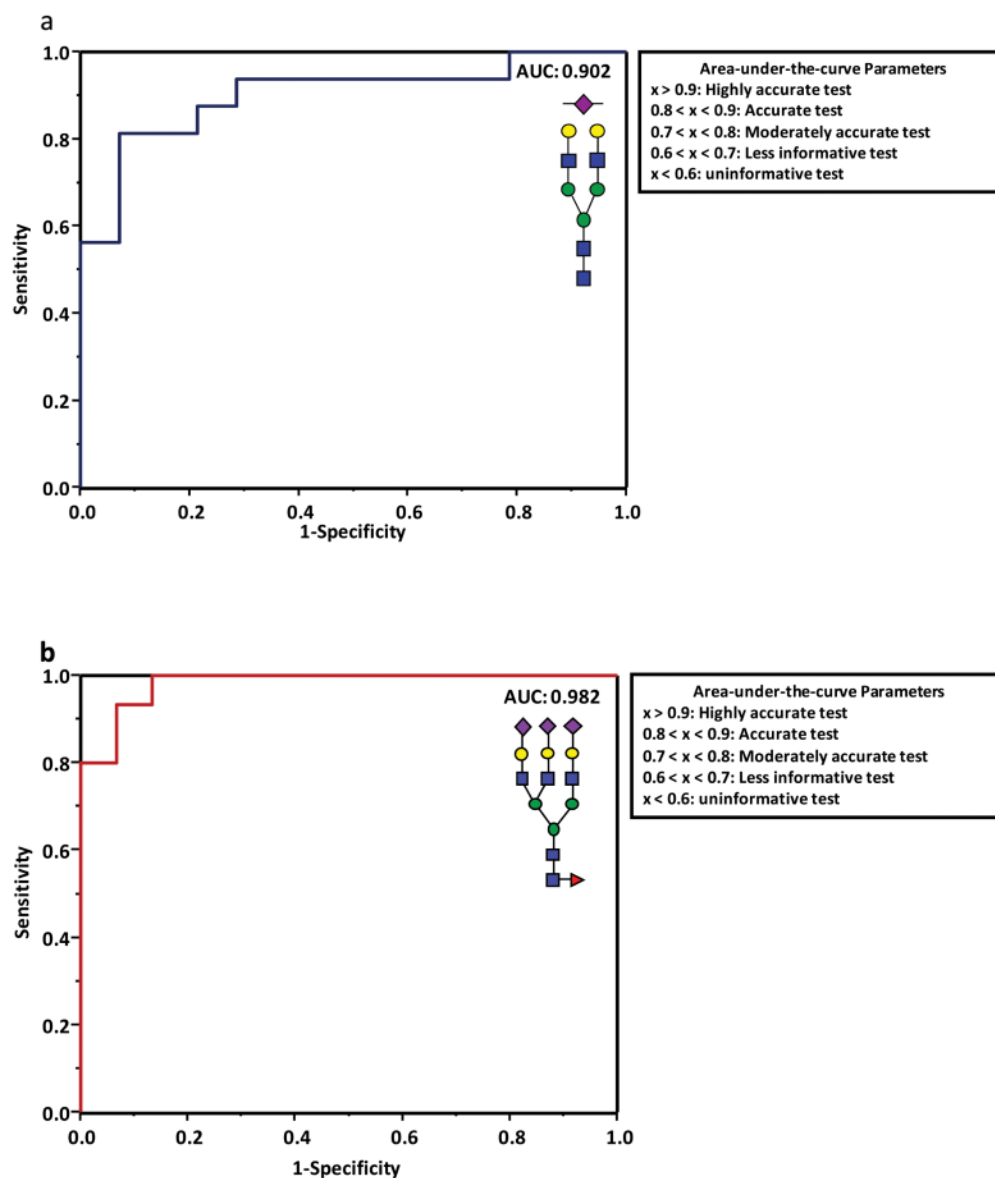 a
1.0
0.8
0.6
0.4
0.2
0.0
Sensitivity
AUC: 0.902
0.0 0.2 0.4 0.6 0.8 1.0
1-Specificity
Area-under-the-curve Parameters
x > 0.9: Highly accurate test
0.8 < x < 0.9: Accurate test
0.7 < x < 0.8: Moderately accurate test
0.6 < x < 0.7: Less informative test
x < 0.6: uninformative test
b
1.0
0.8
0.6
0.4
0.2
0.0
Sensitivity
AUC: 0.982
0.0 0.2 0.4 0.6 0.8 1.0
1-Specificity
Area-under-the-curve Parameters
x > 0.9: Highly accurate test
0.8 < x < 0.9: Accurate test
0.7 < x < 0.8: Moderately accurate test
0.6 < x < 0.7: Less informative test
x < 0.6: uninformative test